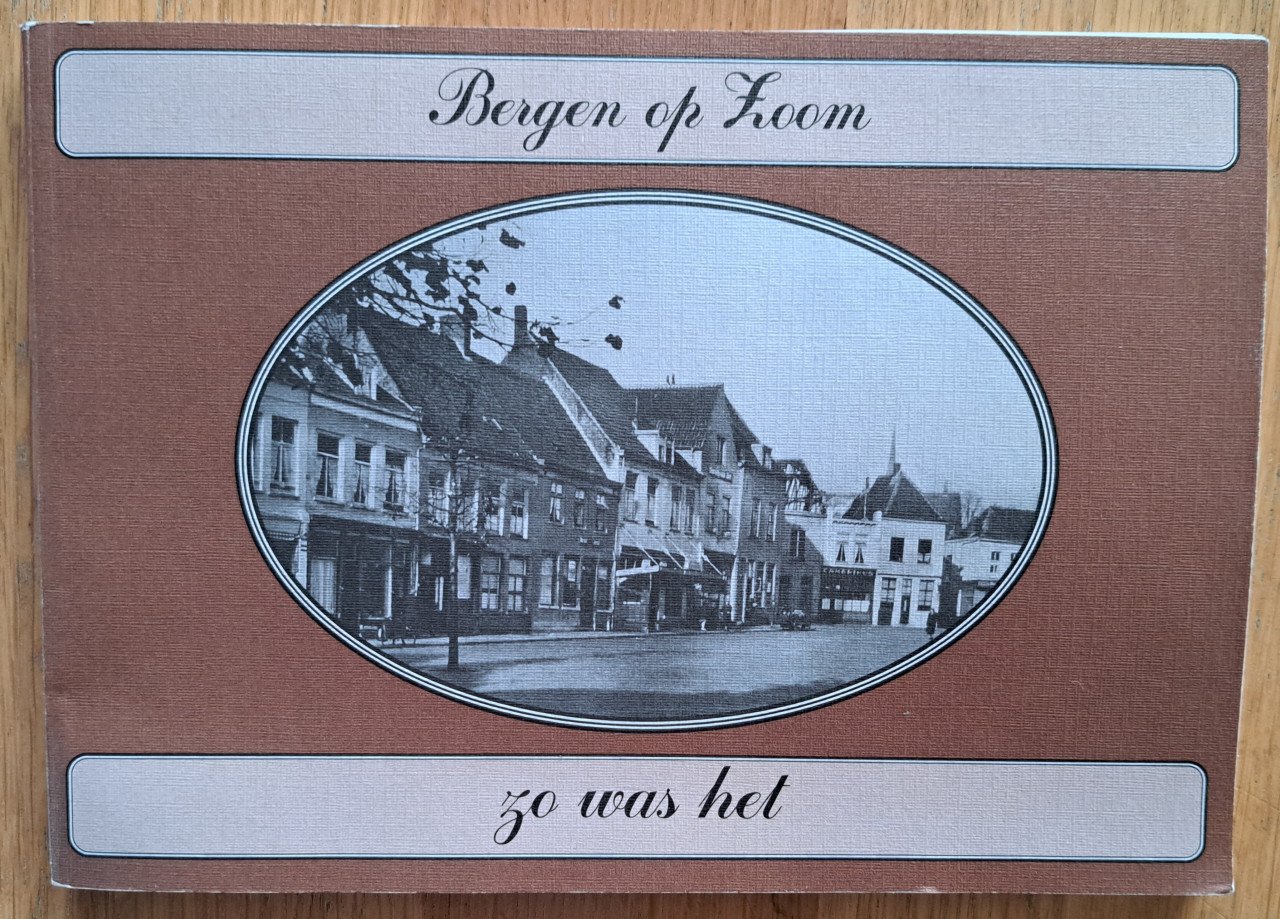 Bergen op Zoom
zo was het